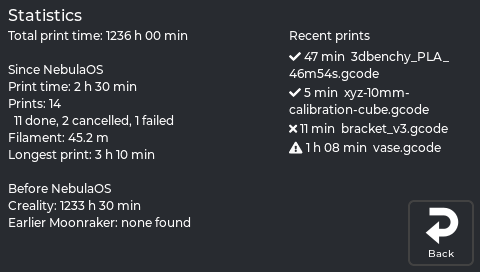 Statistics
Total print time: 1236 h 00 min
Since NebulaOS
Print time: 2 h 30 min
Prints: 14
11 done, 2 cancelled, 1 failed
Filament: 45.2 m
Longest print: 3 h 10 min
Before NebulaOS
Creality: 1233 h 30 min
Earlier Moonraker: none found
Recent prints
47 min 3dbenchy_PLA_
46m54s.gcode
5 min xyz-10mm-
calibration-cube.gcode
11 min bracket_v3.gcode
1 h 08 min vase.gcode
Back